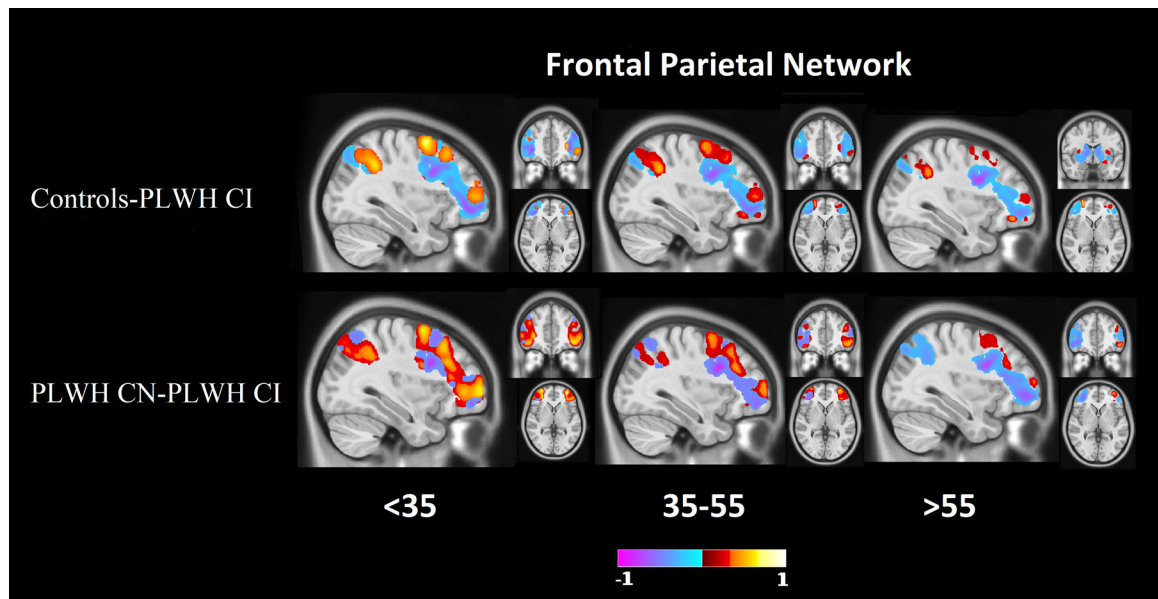 Frontal Parietal Network
Controls-PLWH CI
PLWH CN-PLWH CI
<35
35-55
>55
-1
1